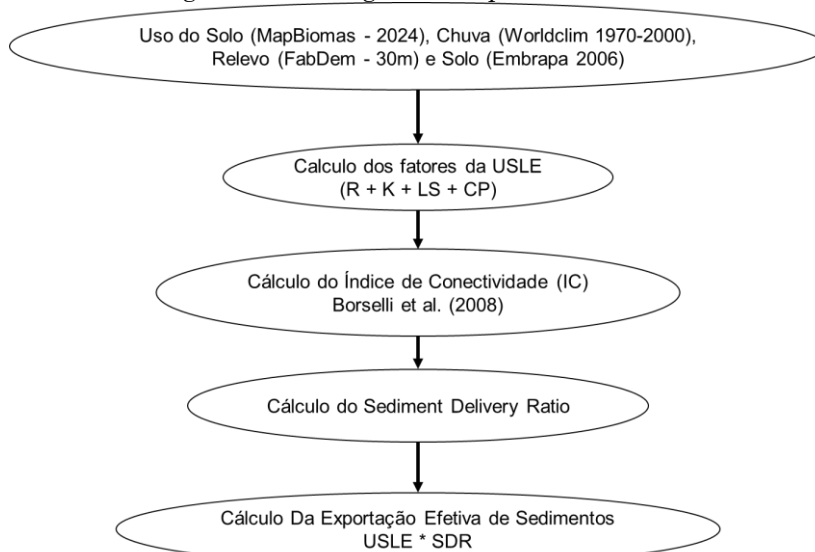 Uso do Solo (MapBiomas - 2024), Chuva (Worldclim 1970-2000),
Relevo (FabDem - 30m) e Solo (Embrapa 2006)
Calculo dos fatores da USLE
(R + K + LS + CP)
Cálculo do Índice de Conectividade (IC)
Borselli et al. (2008)
Cálculo do Sediment Delivery Ratio
Cálculo Da Exportação Efetiva de Sedimentos
USLE * SDR